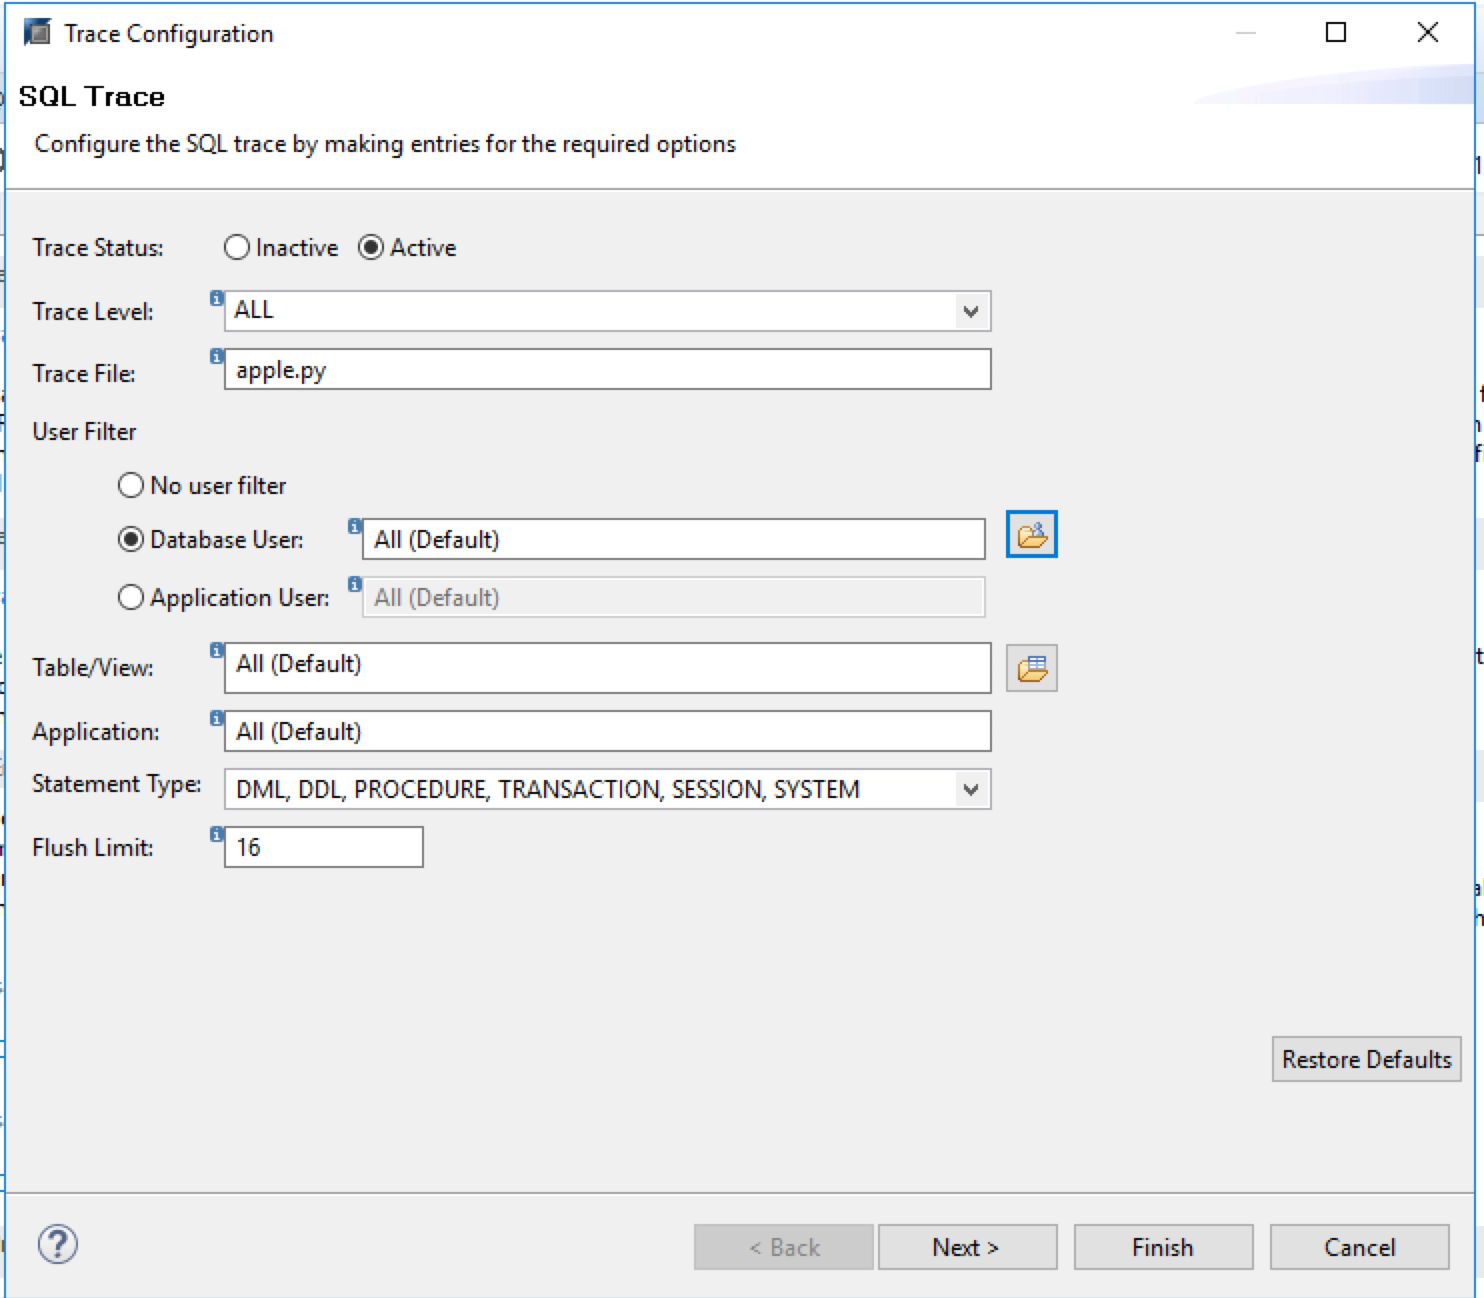 Trace Configuration
SQL Trace
Configure the SQL trace by making entries for the required options
Trace Status: Inactive Active
Trace Level: ALL
Trace File: apple.py
User Filter
No user filter
Database User: All (Default)
Application User: All (Default)
Table/View: All (Default)
Application: All (Default)
Statement Type: DML, DDL, PROCEDURE, TRANSACTION, SESSION, SYSTEM
Flush Limit: 16
Restore Defaults
< Back Next > Finish Cancel